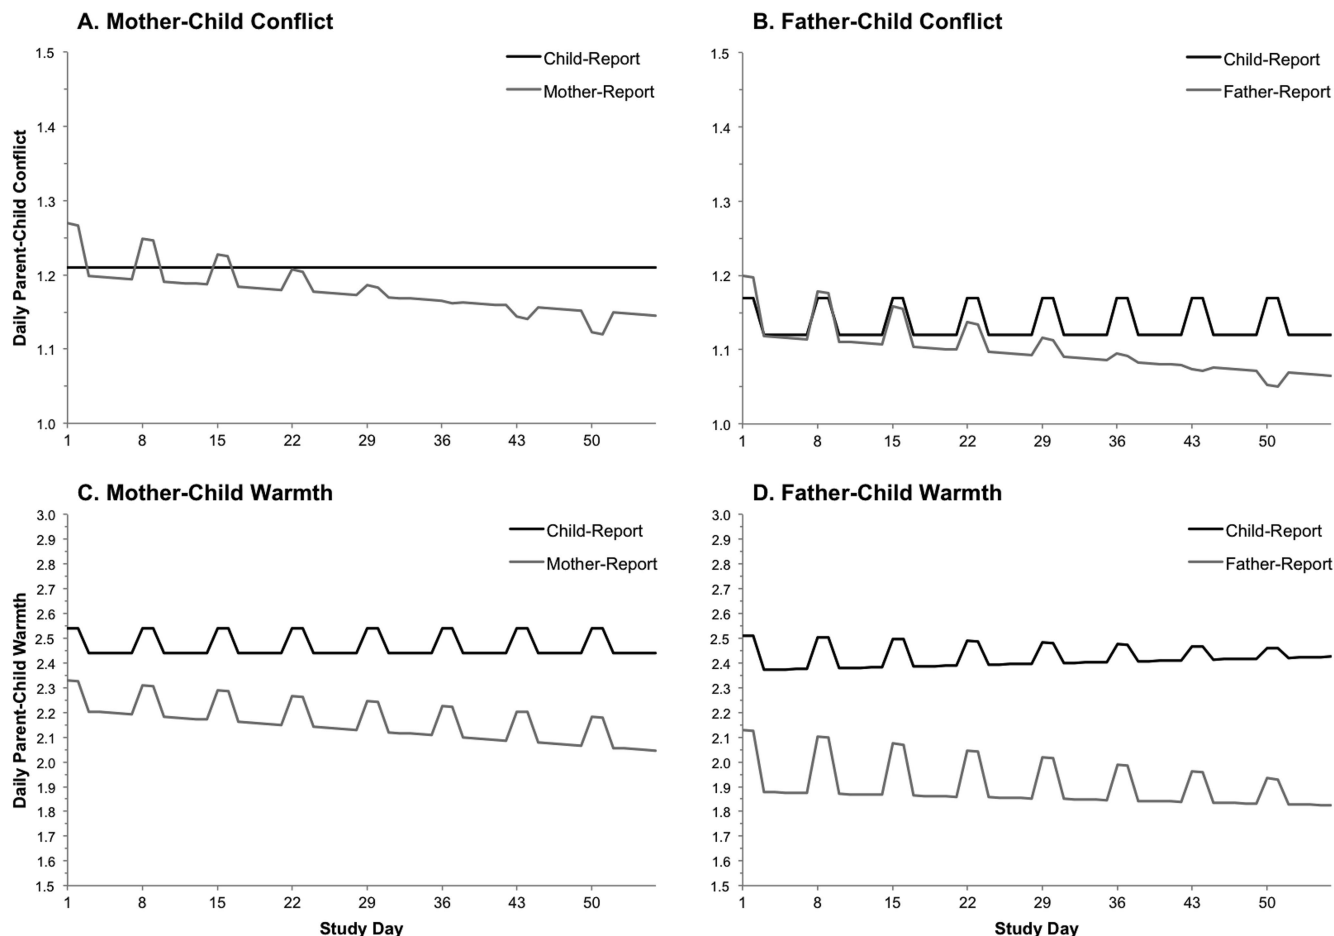 A. Mother-Child Conflict
Child-Report
Mother-Report
Daily Parent-Child Conflict
1.5
1.4
1.3
1.2
1.1
1.0
1 8 15 22 29 36 43 50
B. Father-Child Conflict
Child-Report
Father-Report
1.5
1.4
1.3
1.2
1.1
1.0
1 8 15 22 29 36 43 50
C. Mother-Child Warmth
Child-Report
Mother-Report
Daily Parent-Child Warmth
3.0
2.9
2.8
2.7
2.6
2.5
2.4
2.3
2.2
2.1
2.0
1.9
1.8
1.7
1.6
1.5
1 8 15 22 29 36 43 50
Study Day
D. Father-Child Warmth
Child-Report
Father-Report
3.0
2.9
2.8
2.7
2.6
2.5
2.4
2.3
2.2
2.1
2.0
1.9
1.8
1.7
1.6
1.5
1 8 15 22 29 36 43 50
Study Day